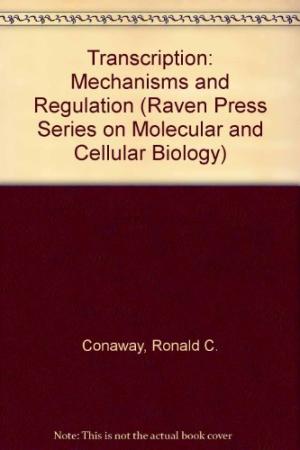 Transcription:
Mechanisms and
Regulation (Raven Press
Series on Molecular and
Cellular Biology)
Conaway, Ronald C.
Note: This is not the actual book cover